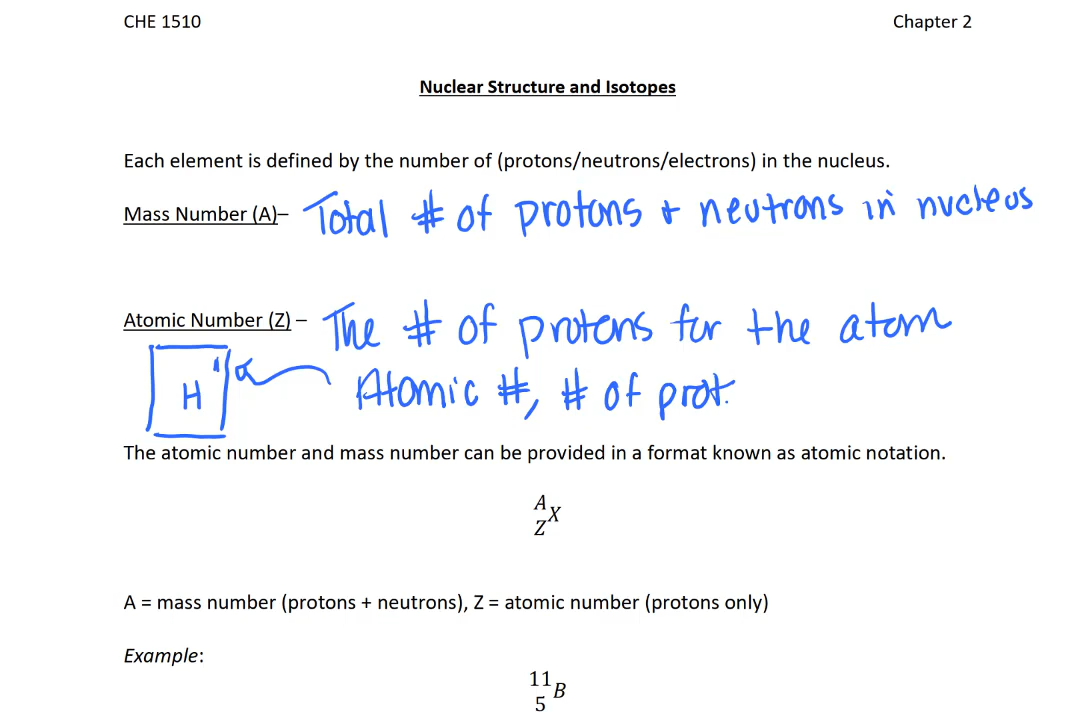 CHE 1510 Chapter 2
Nuclear Structure and Isotopes
Each element is defined by the number of (protons/neutrons/electrons) in the nucleus.
Mass Number (A)– Total # of protons + neutrons in nucleus
Atomic Number (Z) – The # of protons for the atom
H 1 Atomic #, # of prot.
The atomic number and mass number can be provided in a format known as atomic notation.
A
X
Z
A = mass number (protons + neutrons), Z = atomic number (protons only)
Example:
11
B
5